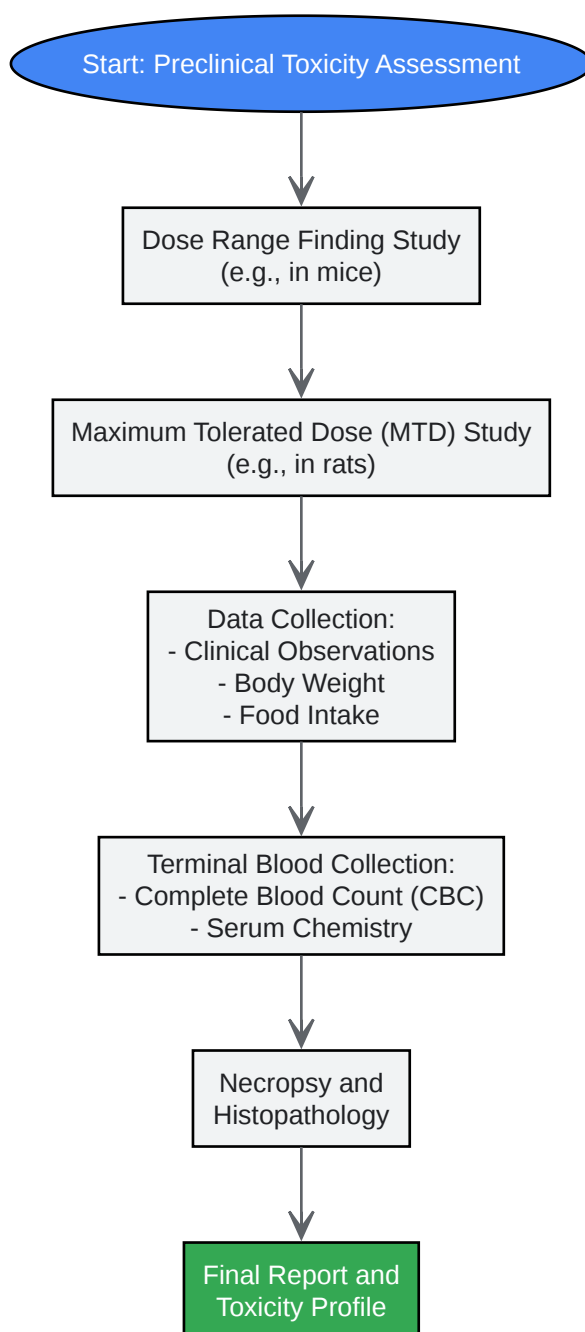 Start: Preclinical Toxicity Assessment
Dose Range Finding Study
(e.g., in mice)
Maximum Tolerated Dose (MTD) Study
(e.g., in rats)
Data Collection:
- Clinical Observations
- Body Weight
- Food Intake
Terminal Blood Collection:
- Complete Blood Count (CBC)
- Serum Chemistry
Necropsy and
Histopathology
Final Report and
Toxicity Profile